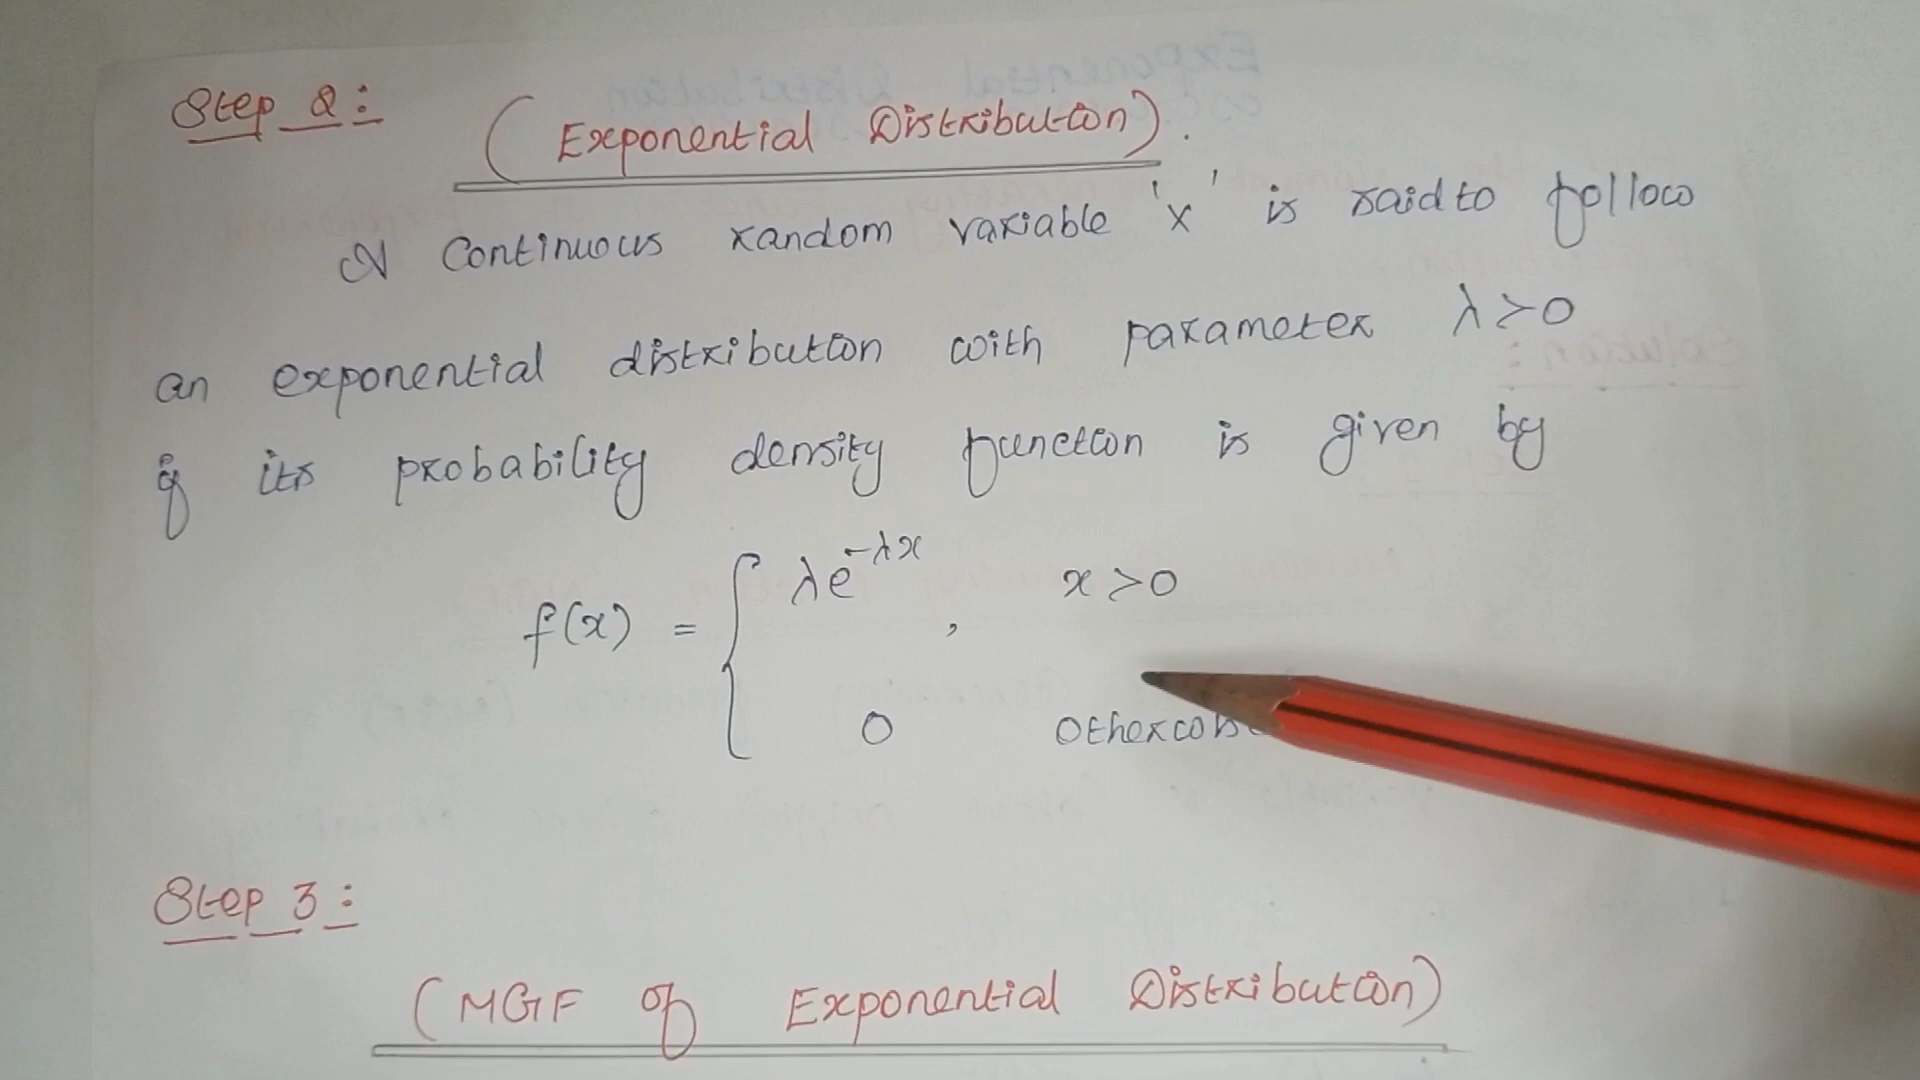 Step 2:
(Exponential Distribution).
A Continuous random variable 'x' is said to follow
an exponential distribution with parameter λ>0
if its probability density function is given by
f(x) = { λe^{-λx} , x>0
0 otherwise
Step 3:
(MGF of Exponential Distribution)